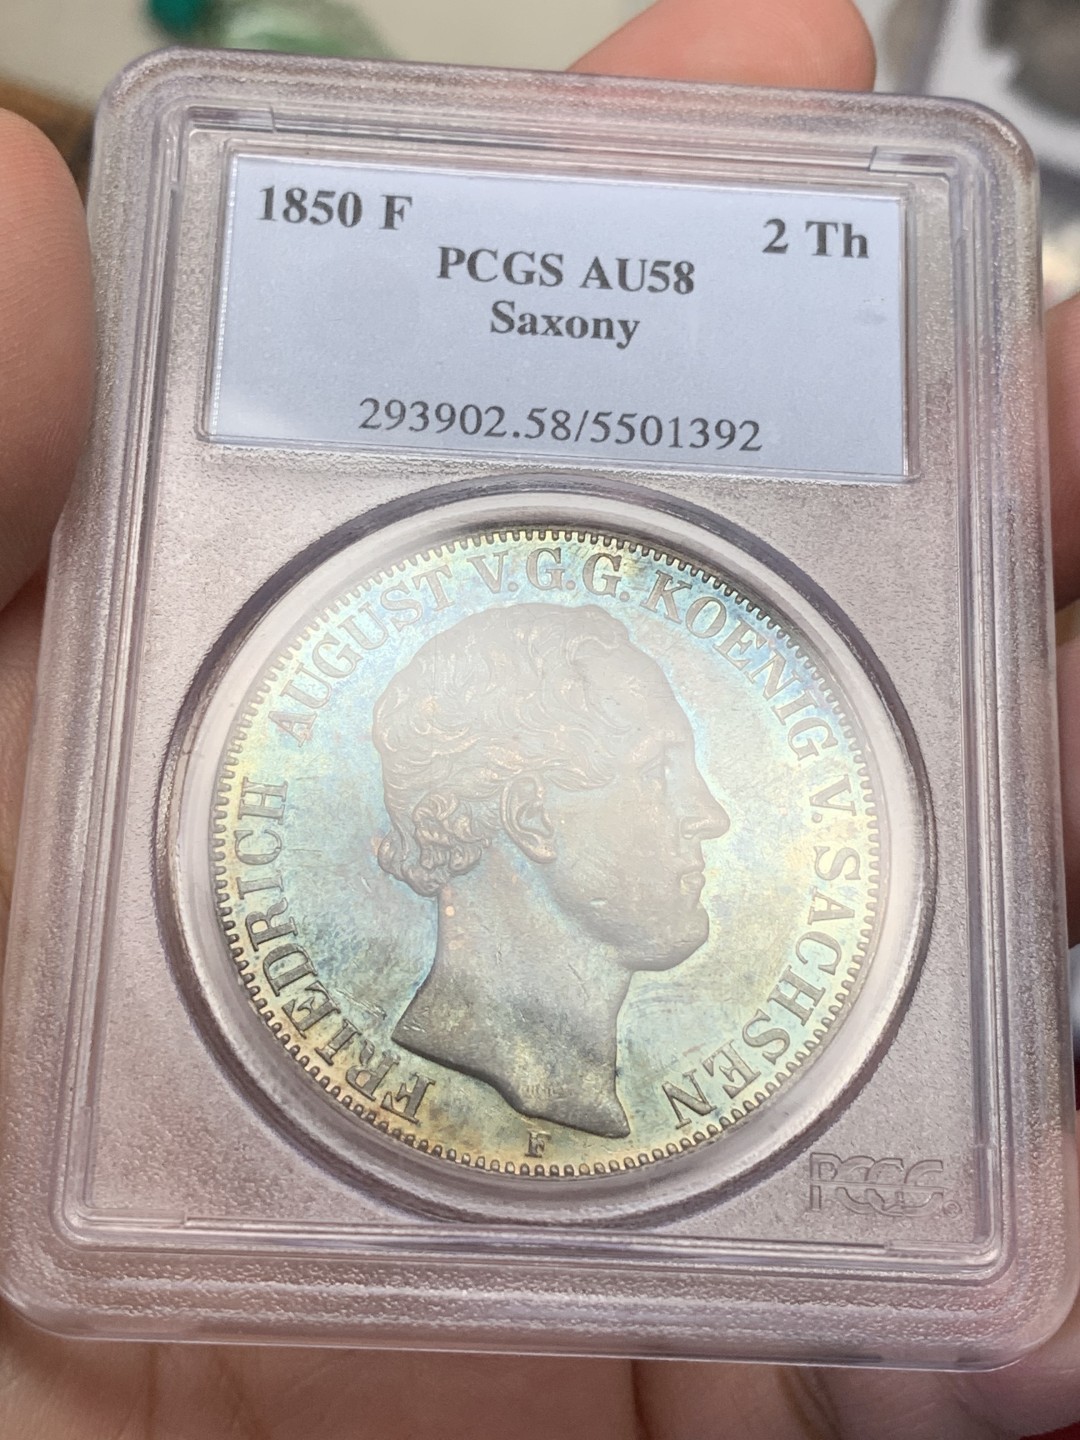 1850 F 2 Th
PCGS AU58
Saxony
293902.58/5501392
FRIEDRICH AUGUST V. G. G. KOENIG V. SACHSEN
F
PCGS